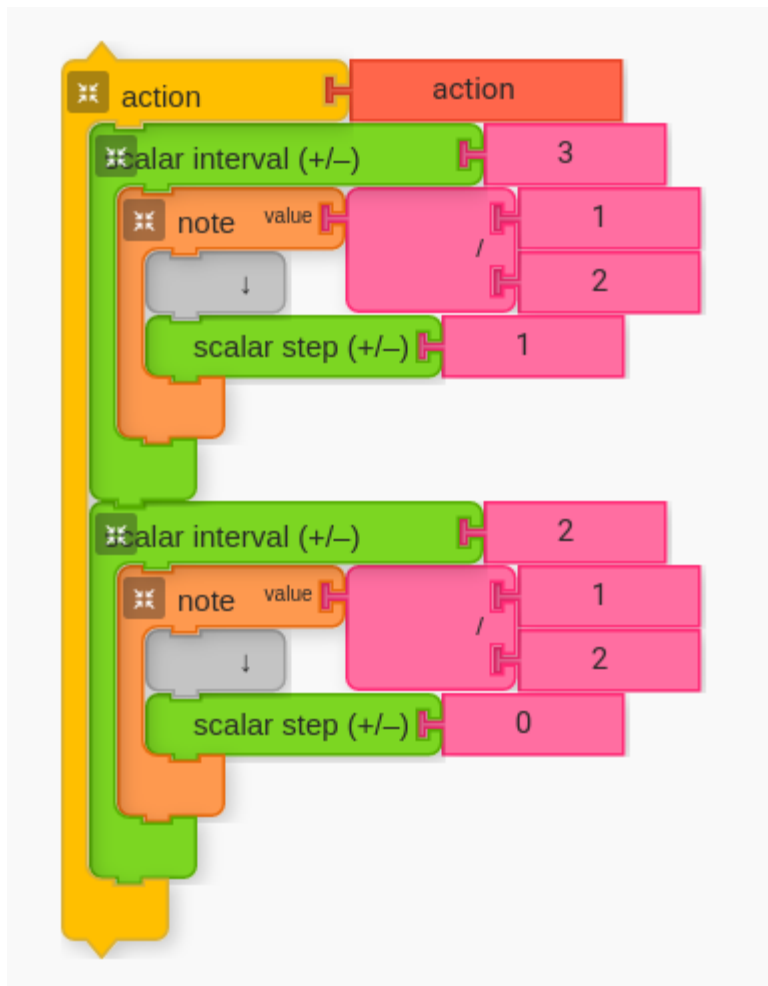 action action
scalar interval (+/–) 3
note value 1
/
↓ 2
scalar step (+/–) 1
scalar interval (+/–) 2
note value 1
/
↓ 2
scalar step (+/–) 0